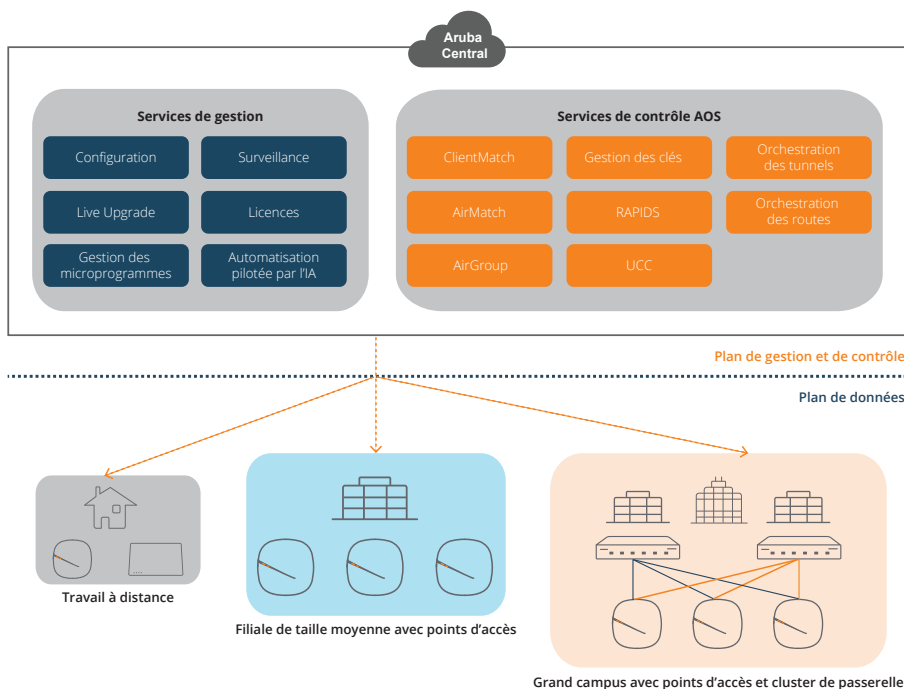 Aruba
Central
Services de gestion
Configuration
Surveillance
Live Upgrade
Licences
Gestion des
microprogrammes
Automatisation
pilotée par l'IA
Services de contrôle AOS
ClientMatch
Gestion des clés
Orchestration
des tunnels
AirMatch
RAPIDS
Orchestration
des routes
AirGroup
UCC
Plan de gestion et de contrôle
Plan de données
Travail à distance
Filiale de taille moyenne avec points d'accès
Grand campus avec points d'accès et cluster de passerelle